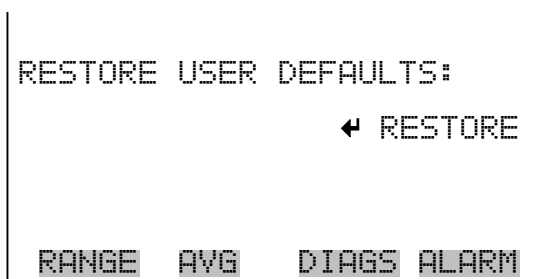 RESTORE USER DEFAULTS:
↵ RESTORE
RANGE AVG DIAGS ALARM